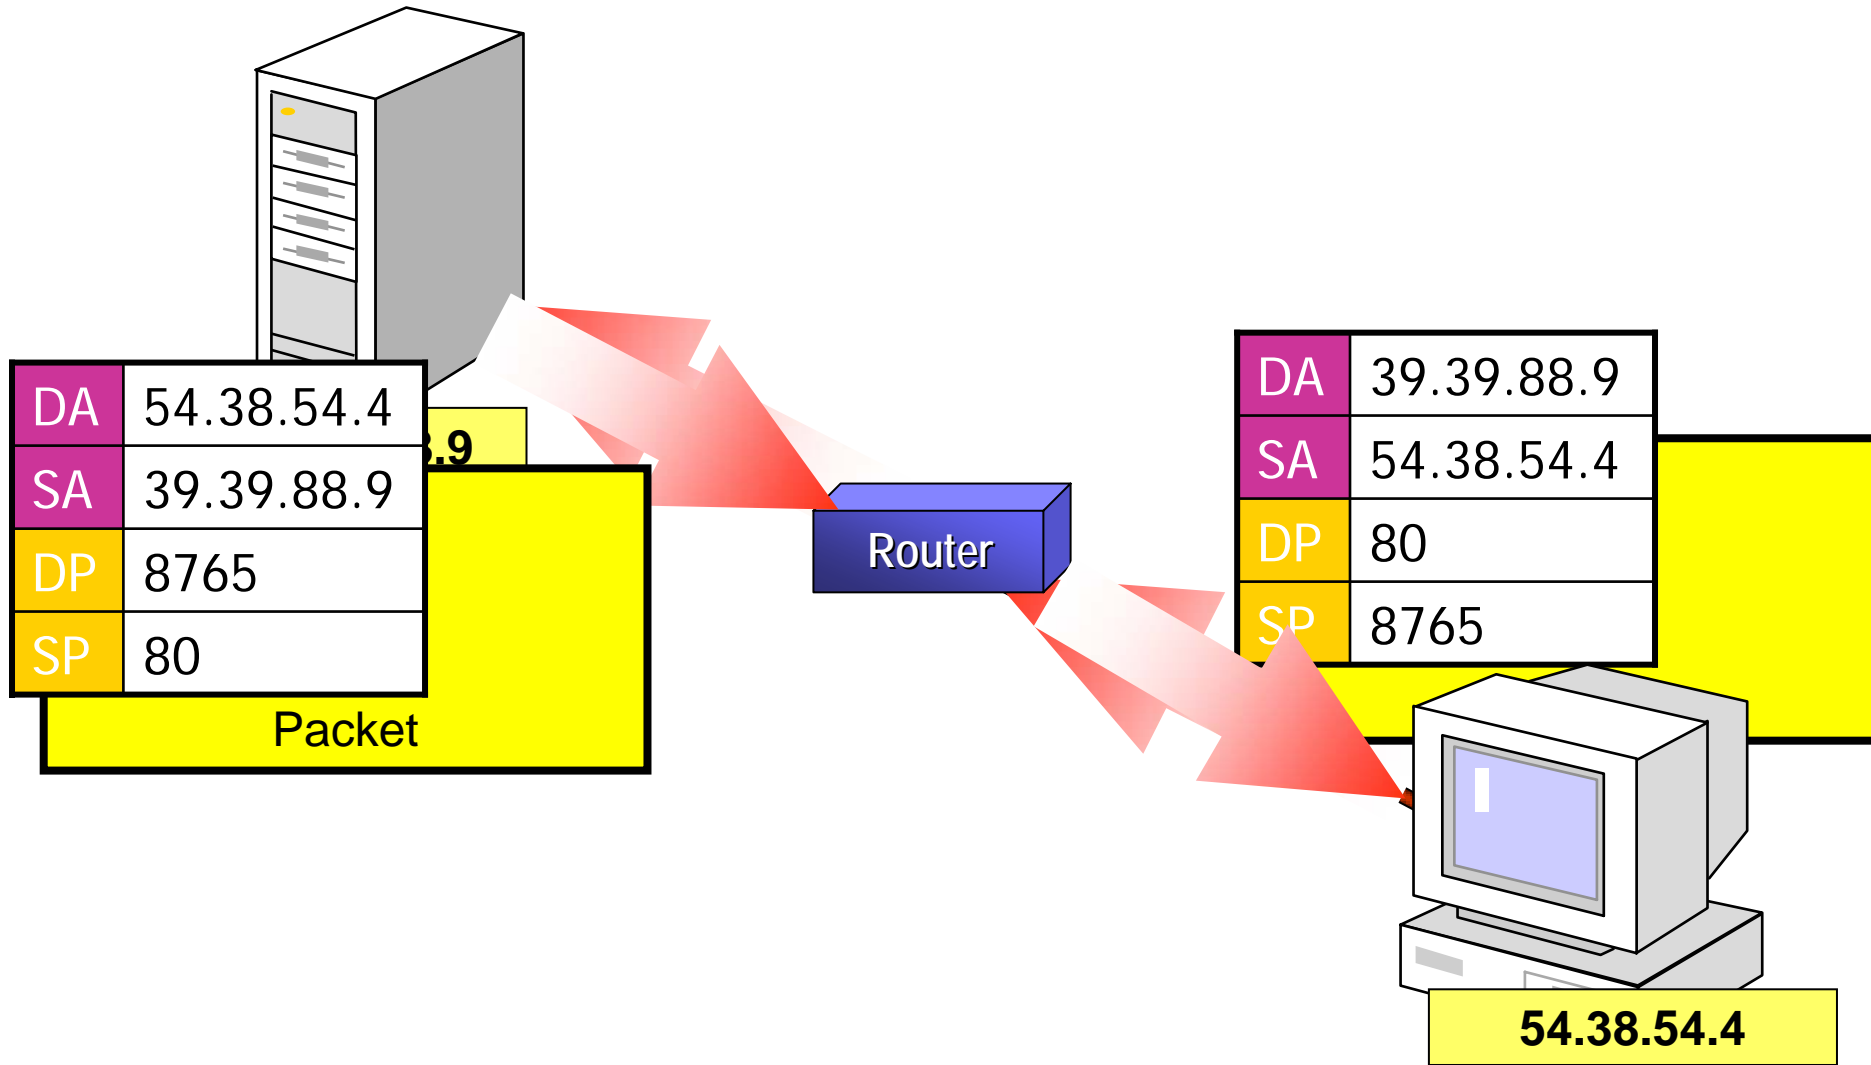 DA 54.38.54.4
SA 39.39.88.9
DP 8765
SP 80
.9
Packet
Router
DA 39.39.88.9
SA 54.38.54.4
DP 80
SP 8765
54.38.54.4